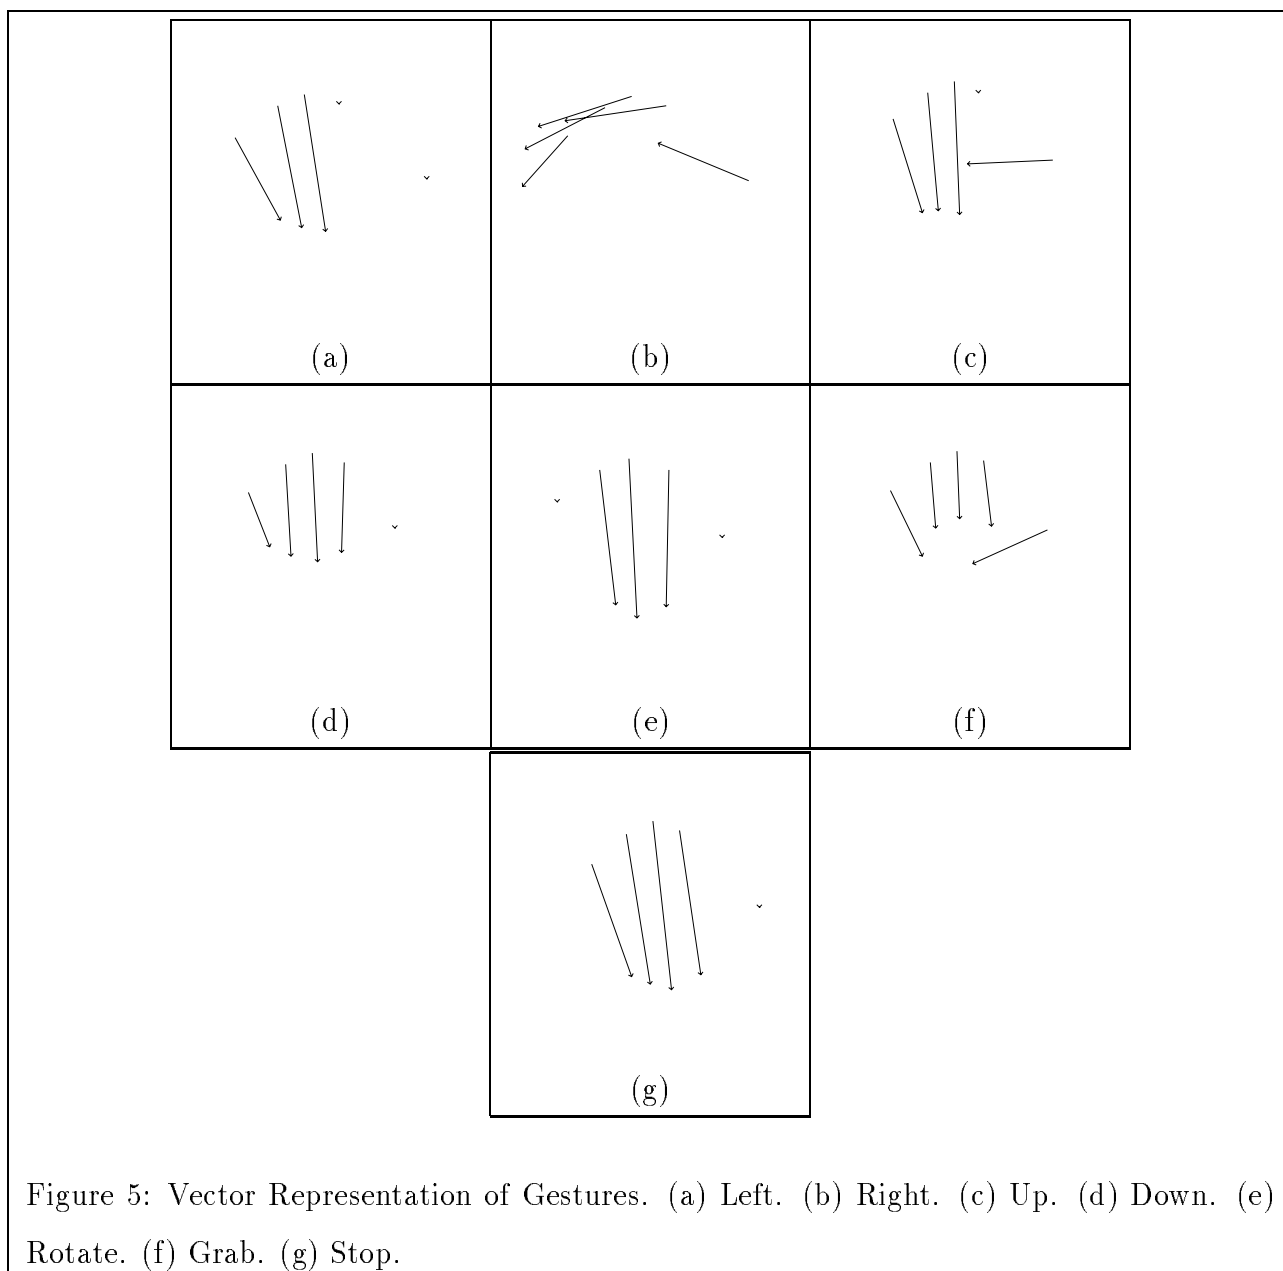 (a)
(b)
(c)
(d)
(e)
(f)
(g)
Figure 5: Vector Representation of Gestures. (a) Left. (b) Right. (c) Up. (d) Down. (e)
Rotate. (f) Grab. (g) Stop.